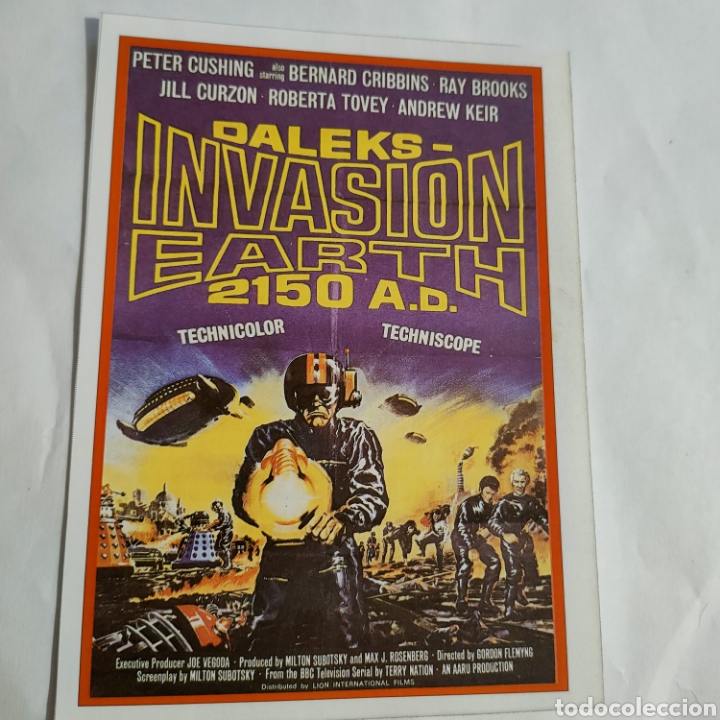 PETER CUSHING also starring BERNARD CRIBBINS · RAY BROOKS
JILL CURZON · ROBERTA TOVEY · ANDREW KEIR
DALEKS-
INVASION
EARTH
2150 A.D.
TECHNICOLOR TECHNISCOPE
Executive Producer JOE VEGODA · Produced by MILTON SUBOTSKY and MAX J. ROSENBERG · Directed by GORDON FLEMYNG
Screenplay by MILTON SUBOTSKY · From the BBC Television Serial by TERRY NATION · AN AARU PRODUCTION
Distributed by LION INTERNATIONAL FILMS
todocoleccion